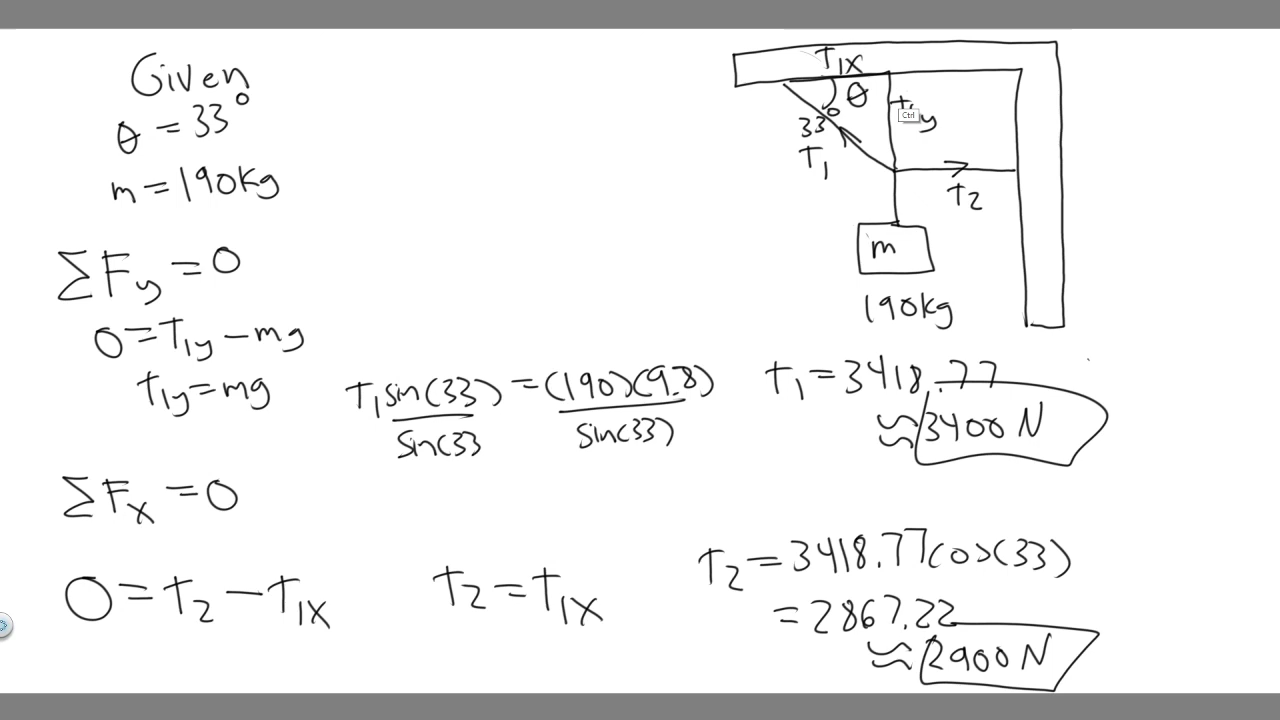 Given
θ = 33°
m = 190kg
ΣFy = 0
0 = T1y − mg
T1y = mg
T1 sin(33) = (190)(9.8)
sin(33 sin(33)
T1 = 3418.77
≈ 3400 N
ΣFx = 0
0 = T2 − T1x
T2 = T1x
T2 = 3418.77cos(33)
= 2867.22
≈ 2900 N
T1x
θ
Ctrl
y
33°
T1
T2
m
190kg